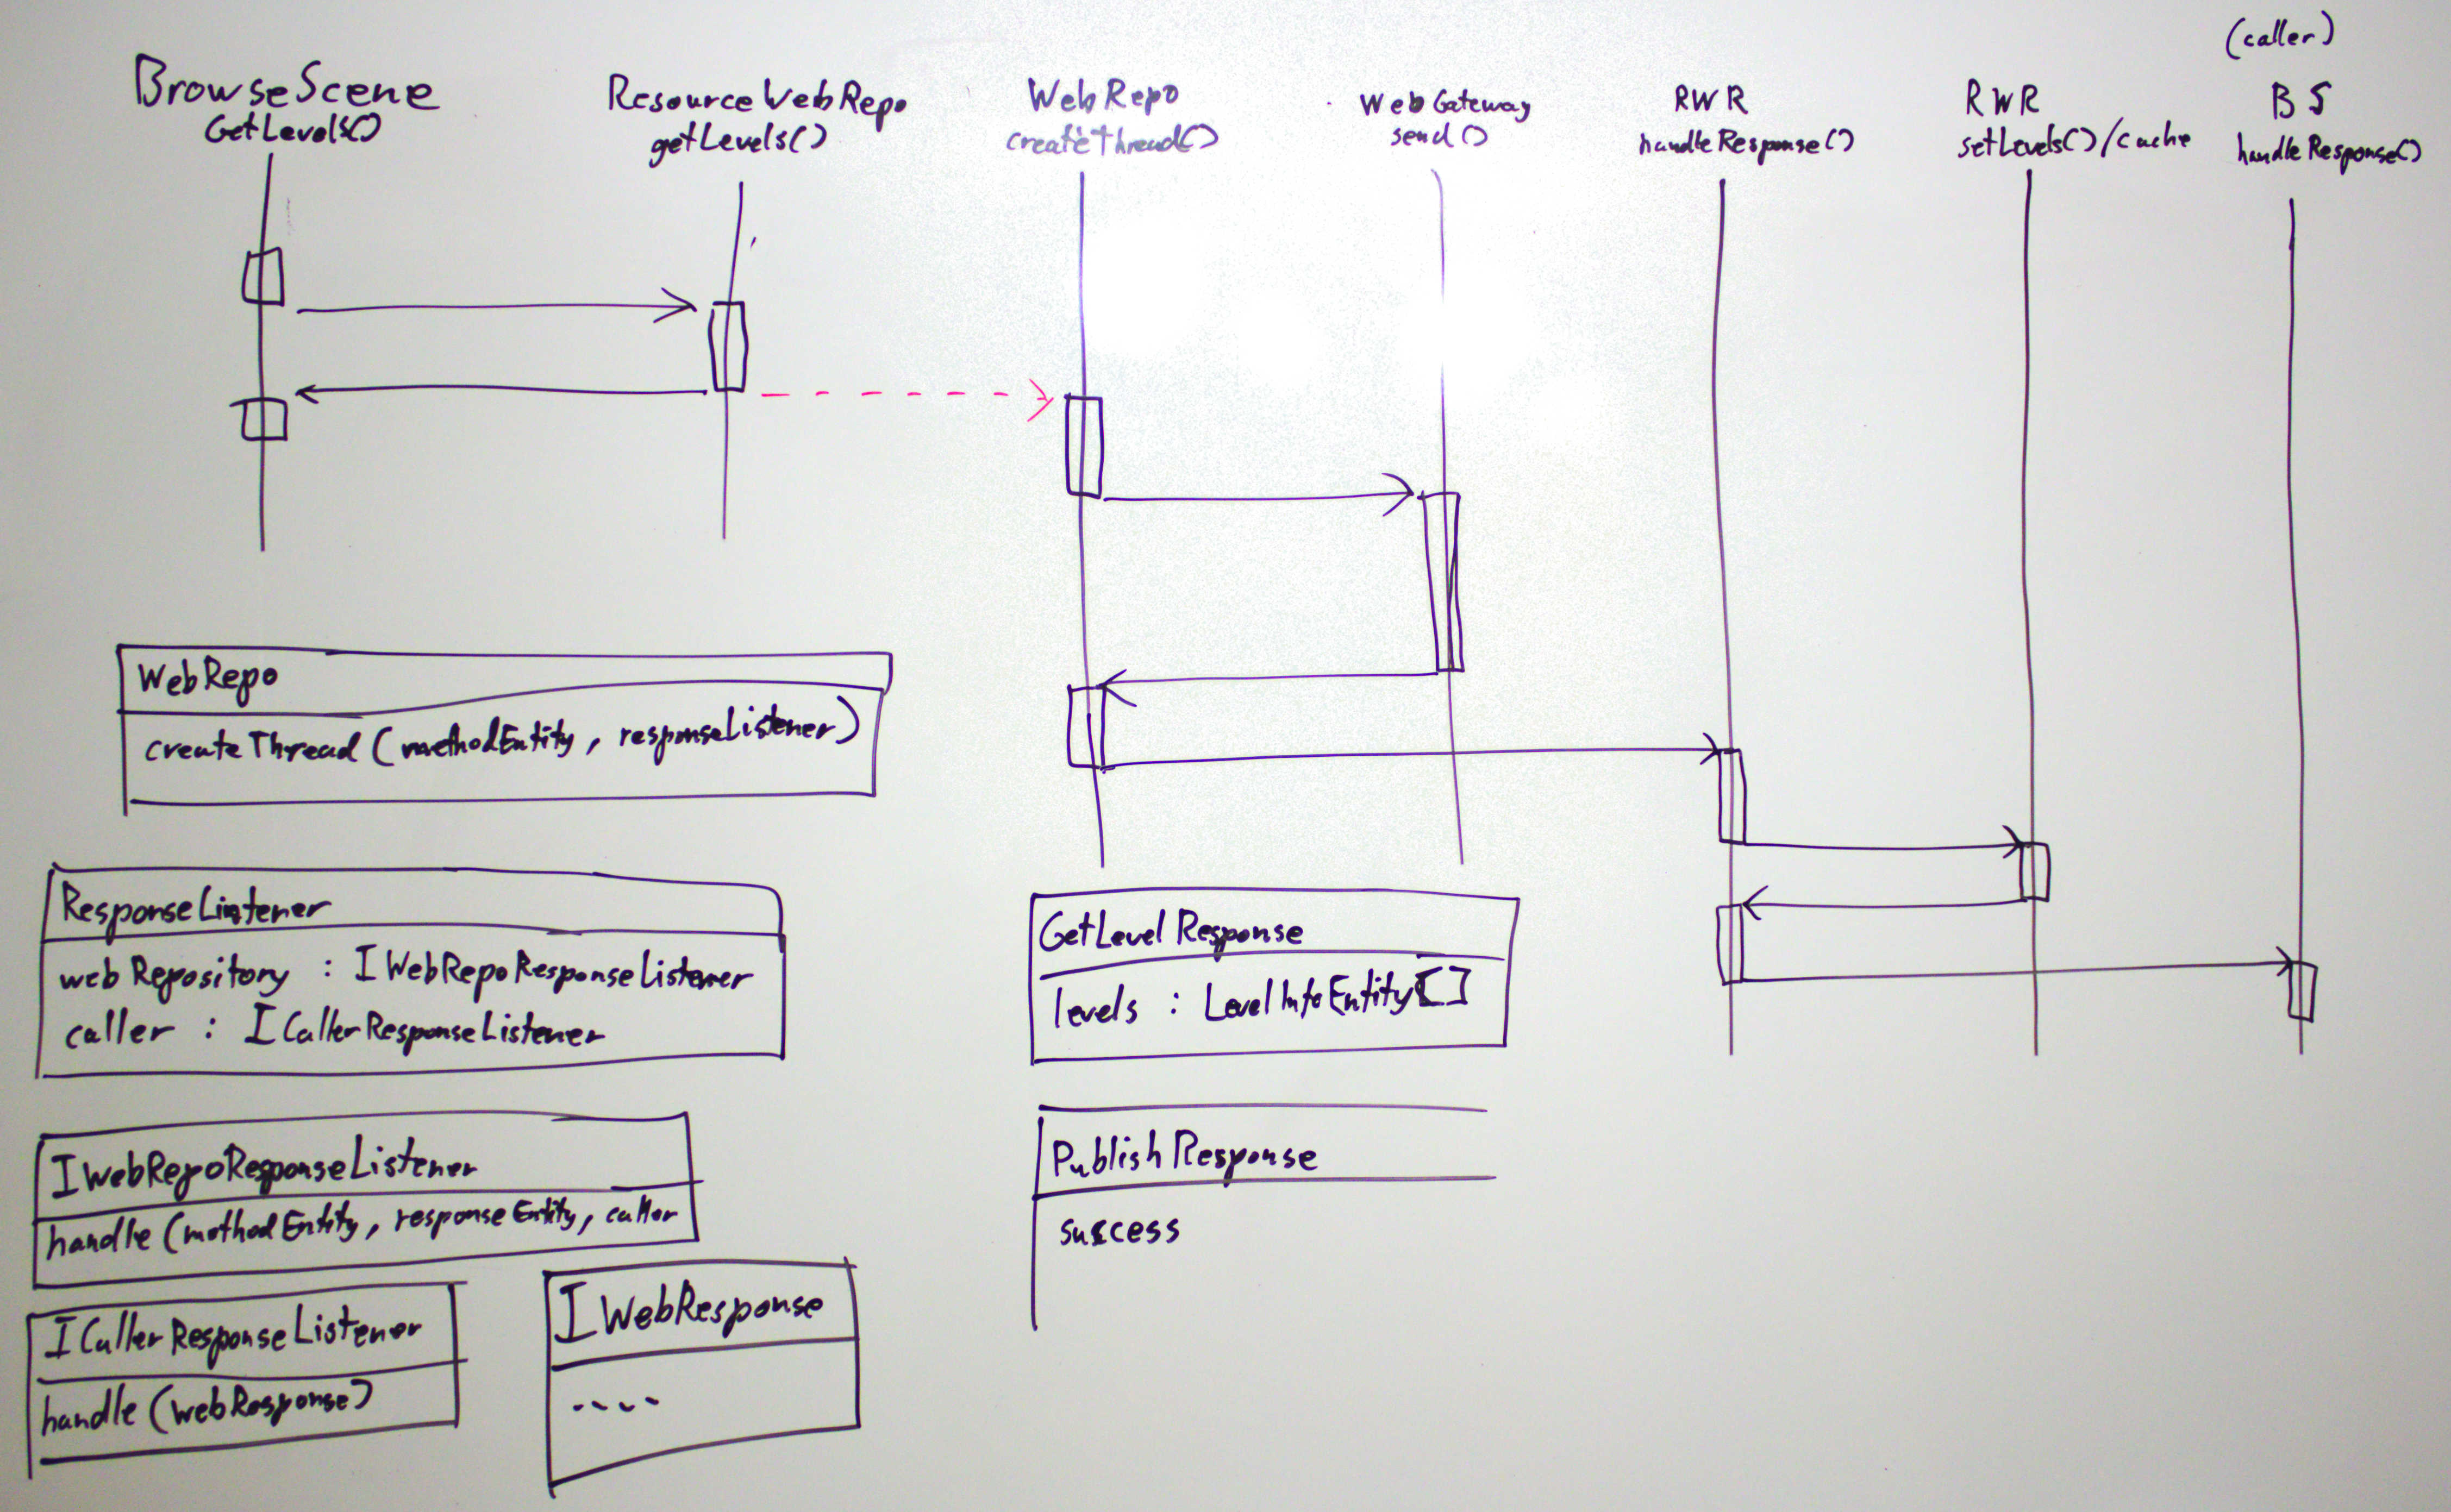 BrowseScene
GetLevels()
ResourceWebRepo
getLevels()
WebRepo
createThread()
WebGateway
send()
RWR
handleResponse()
RWR
setLevels()/cache
(caller)
BS
handleResponse()
WebRepo
createThread(methodEntity, responseListener)
ResponseListener
webRepository : IWebRepoResponseListener
caller : ICallerResponseListener
IWebRepoResponseListener
handle(methodEntity, responseEntity, caller
ICallerResponseListener
handle(webResponse)
IWebResponse
....
GetLevelResponse
levels : LevelInfoEntity[]
PublishResponse
success